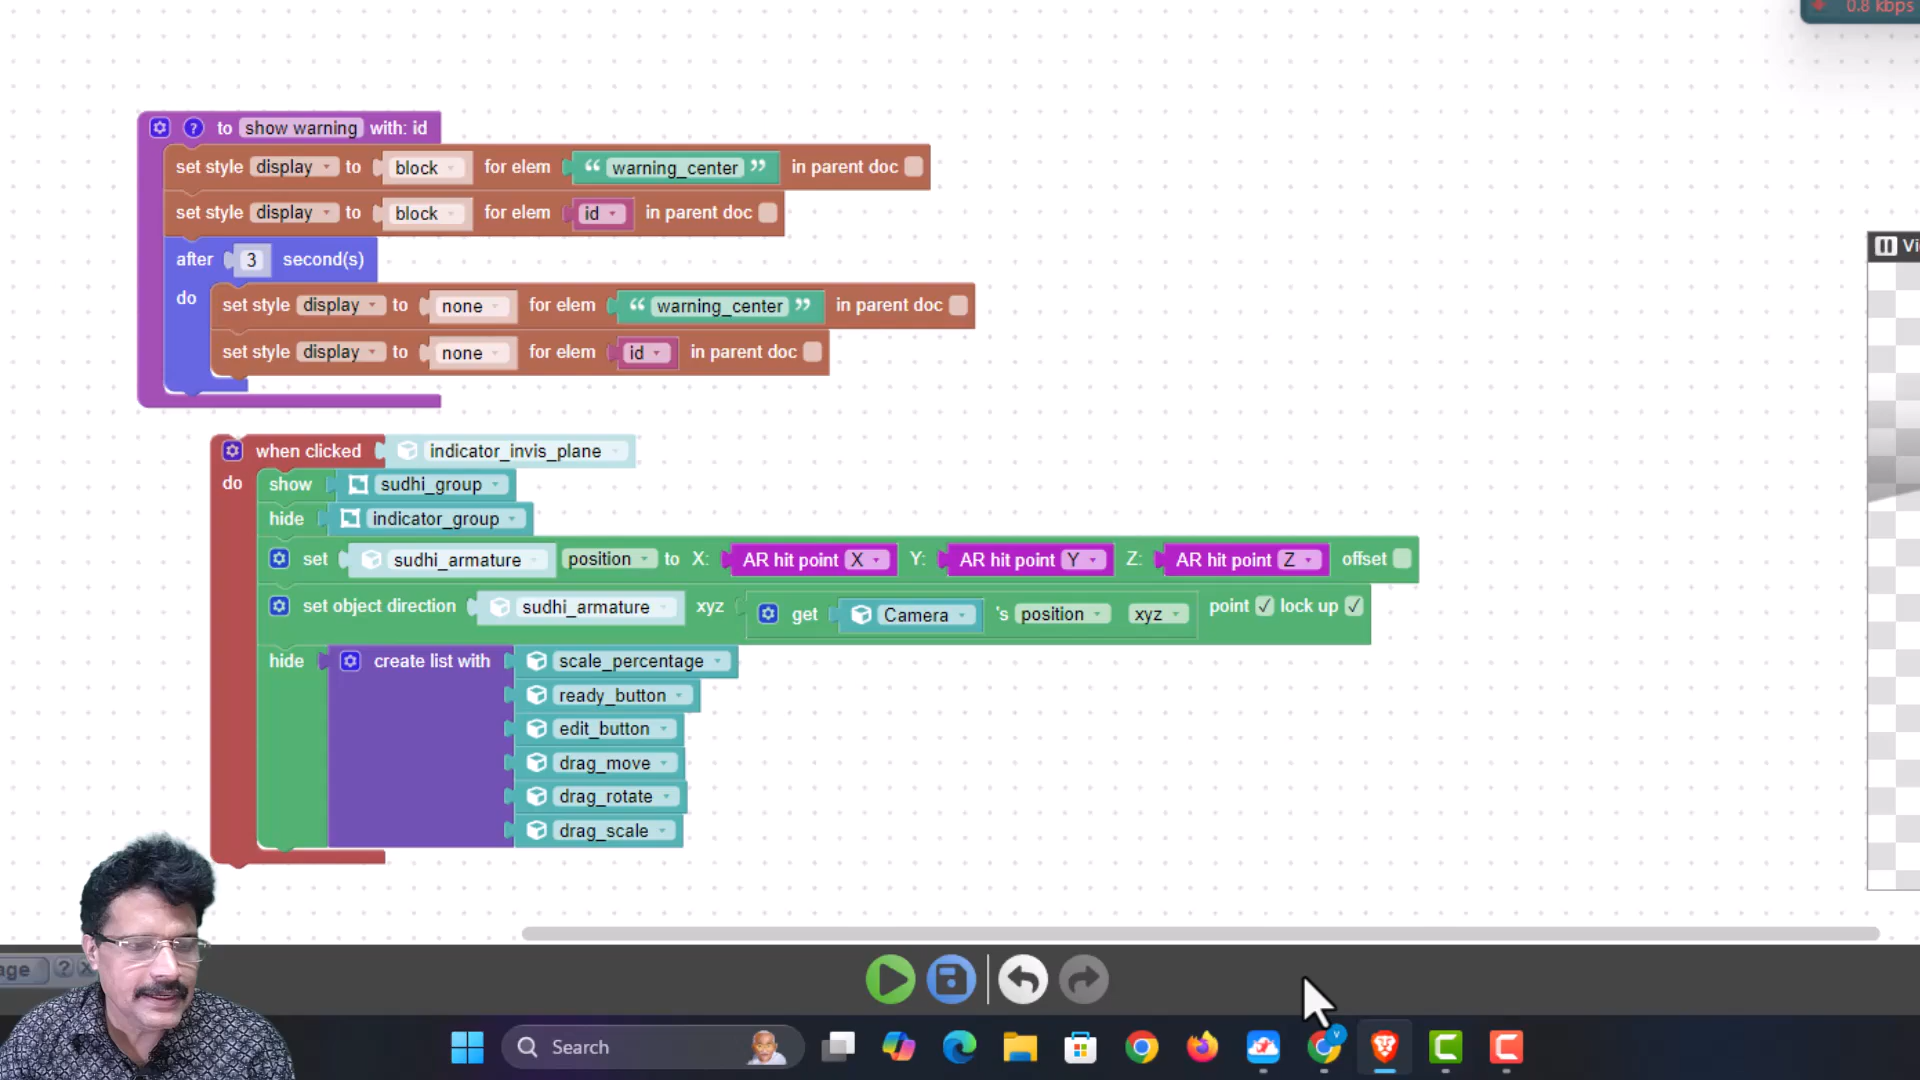 0.8 kbps
to show warning with: id
set style display to block for elem “ warning_center ” in parent doc
set style display to block for elem id in parent doc
after 3 second(s)
do set style display to none for elem “ warning_center ” in parent doc
set style display to none for elem id in parent doc
when clicked indicator_invis_plane
do show sudhi_group
hide indicator_group
set sudhi_armature position to X: AR hit point X Y: AR hit point Y Z: AR hit point Z offset
set object direction sudhi_armature xyz get Camera 's position xyz point lock up
hide create list with scale_percentage
ready_button
edit_button
drag_move
drag_rotate
drag_scale
Search